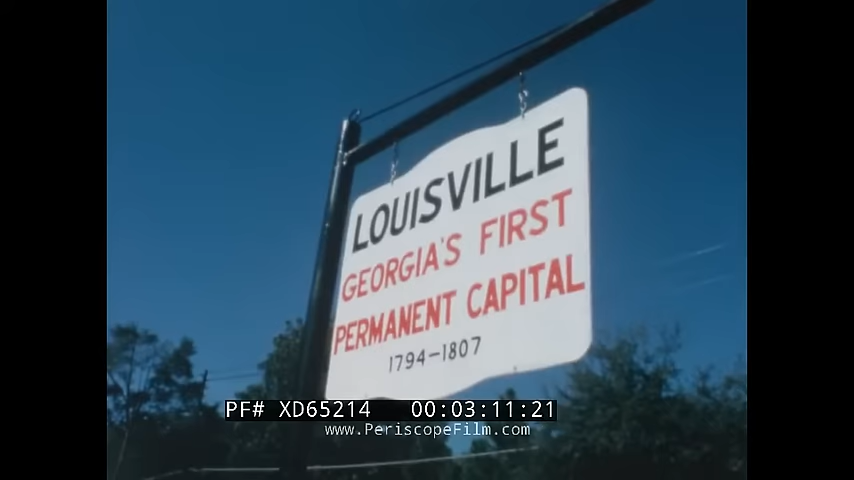 LOUISVILLE
GEORGIA'S FIRST
PERMANENT CAPITAL
1794-1807
PF# XD65214 00:03:11:21
www.PeriscopeFilm.com